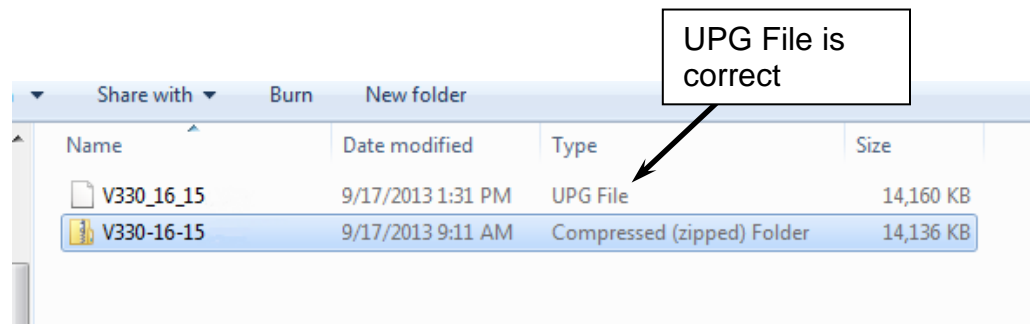 UPG File is
correct
Share with Burn New folder
Name Date modified Type Size
V330_16_15 9/17/2013 1:31 PM UPG File 14,160 KB
V330-16-15 9/17/2013 9:11 AM Compressed (zipped) Folder 14,136 KB